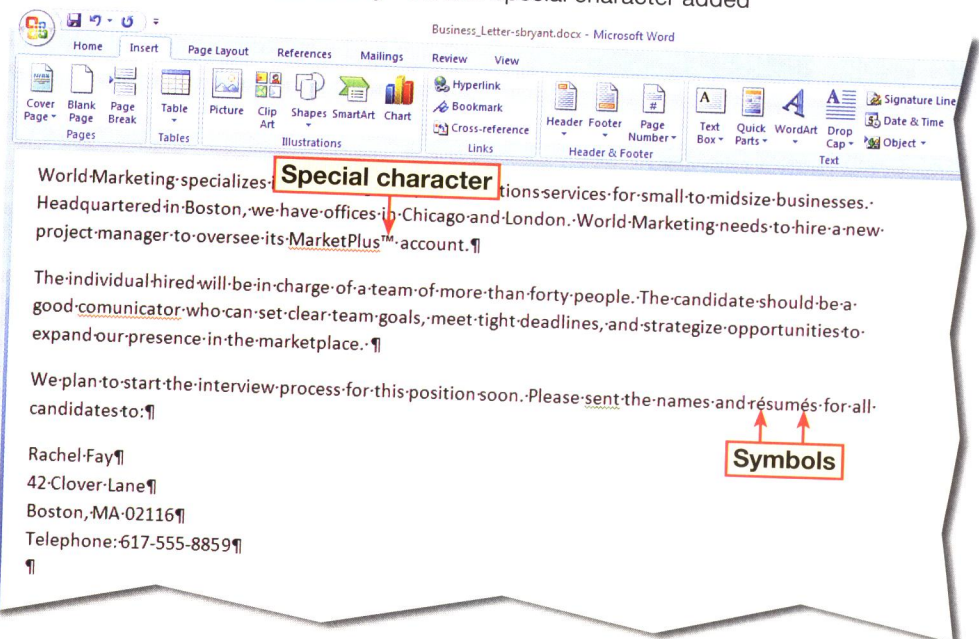 special character added
Business_Letter-sbryant.docx - Microsoft Word
Home Insert Page Layout References Mailings Review View
Cover Page Blank Page Page Break Table Picture Clip Art Shapes SmartArt Chart Hyperlink Bookmark Cross-reference Header Footer Page Number Text Box Quick Parts WordArt Drop Cap Signature Line Date & Time Object
Pages Tables Illustrations Links Header & Footer Text
World·Marketing·specializes· Special character tions·services·for·small·to·midsize·businesses.·
Headquartered·in·Boston,·we·have·offices·in·Chicago·and·London.·World·Marketing·needs·to·hire·a·new·
project·manager·to·oversee·its·MarketPlus™·account.¶
The·individual·hired·will·be·in·charge·of·a·team·of·more·than·forty·people.·The·candidate·should·be·a·
good·comunicator·who·can·set·clear·team·goals,·meet·tight·deadlines,·and·strategize·opportunities·to·
expand·our·presence·in·the·marketplace.·¶
We·plan·to·start·the·interview·process·for·this·position·soon.·Please·sent·the·names·and·résumés·for·all·
candidates·to:¶
Symbols
Rachel·Fay¶
42·Clover·Lane¶
Boston,·MA·02116¶
Telephone:·617-555-8859¶
¶